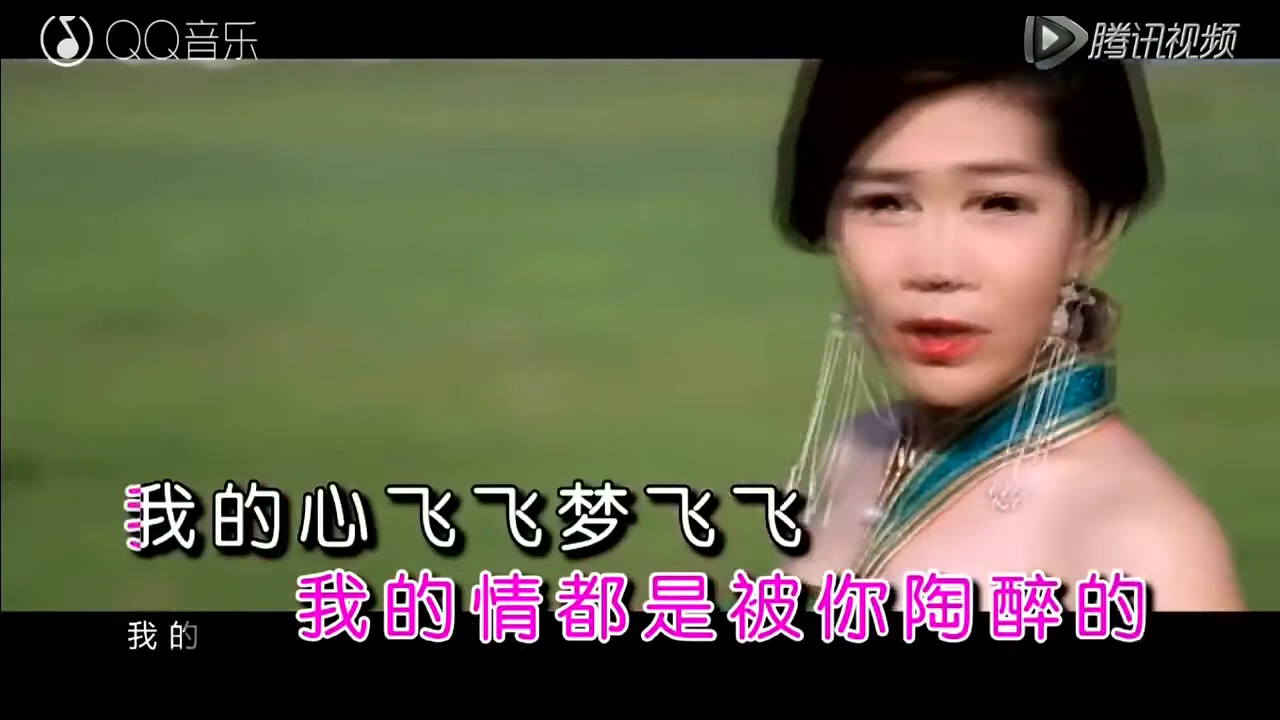 QQ音乐
腾讯视频
我的心飞飞梦飞飞
我的情都是被你陶醉的
我的